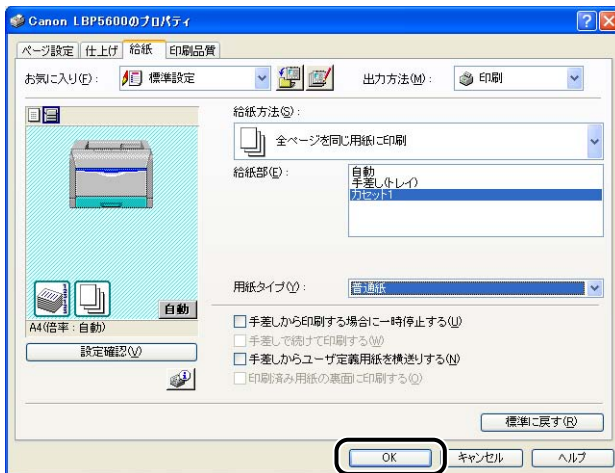 Canon LBP5600のプロパティ
ページ設定 仕上げ 給紙 印刷品質
お気に入り(F): 標準設定 出力方法(M): 印刷
給紙方法(S):
全ページを同じ用紙に印刷
給紙部(E):
自動
手差し(トレイ)
カセット1
自動
用紙タイプ(Y): 普通紙
A4(倍率:自動)
設定確認(V)
手差しから印刷する場合に一時停止する(U)
手差しで続けて印刷する(W)
手差しからユーザ定義用紙を横送りする(N)
印刷済み用紙の裏面に印刷する(Q)
標準に戻す(R)
OK キャンセル ヘルプ